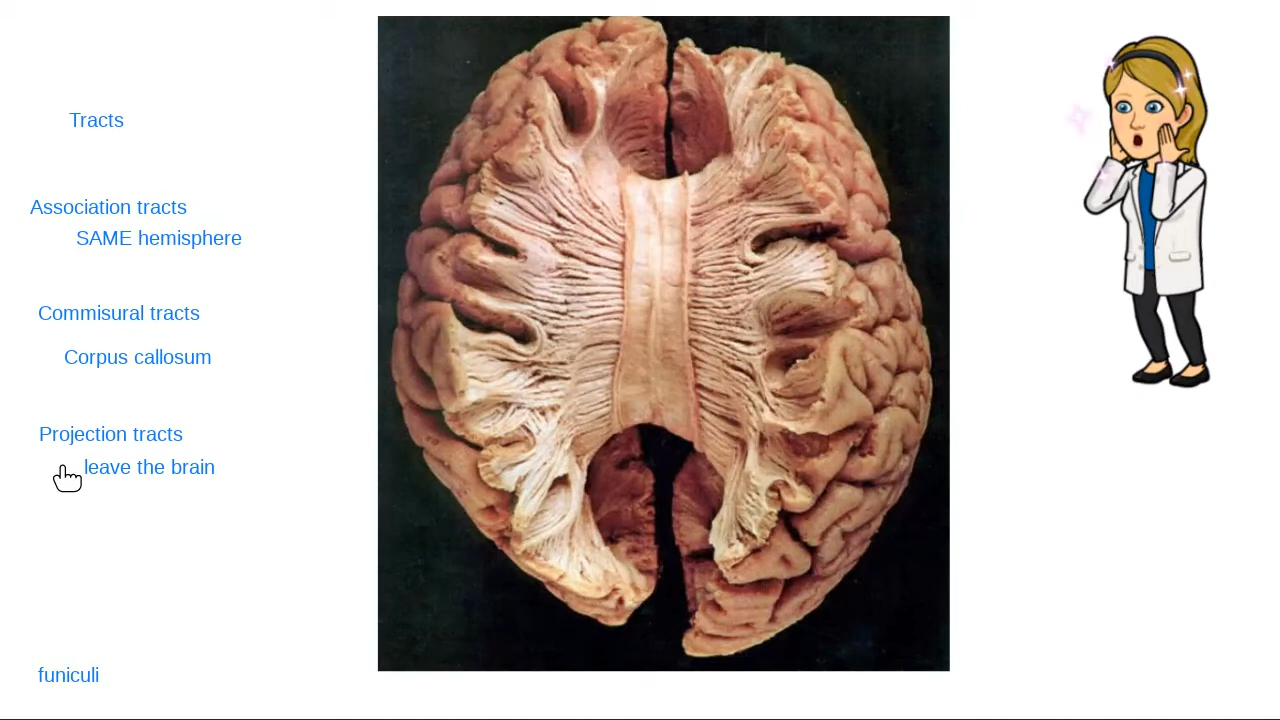 Tracts
Association tracts
SAME hemisphere
Commisural tracts
Corpus callosum
Projection tracts
leave the brain
funiculi